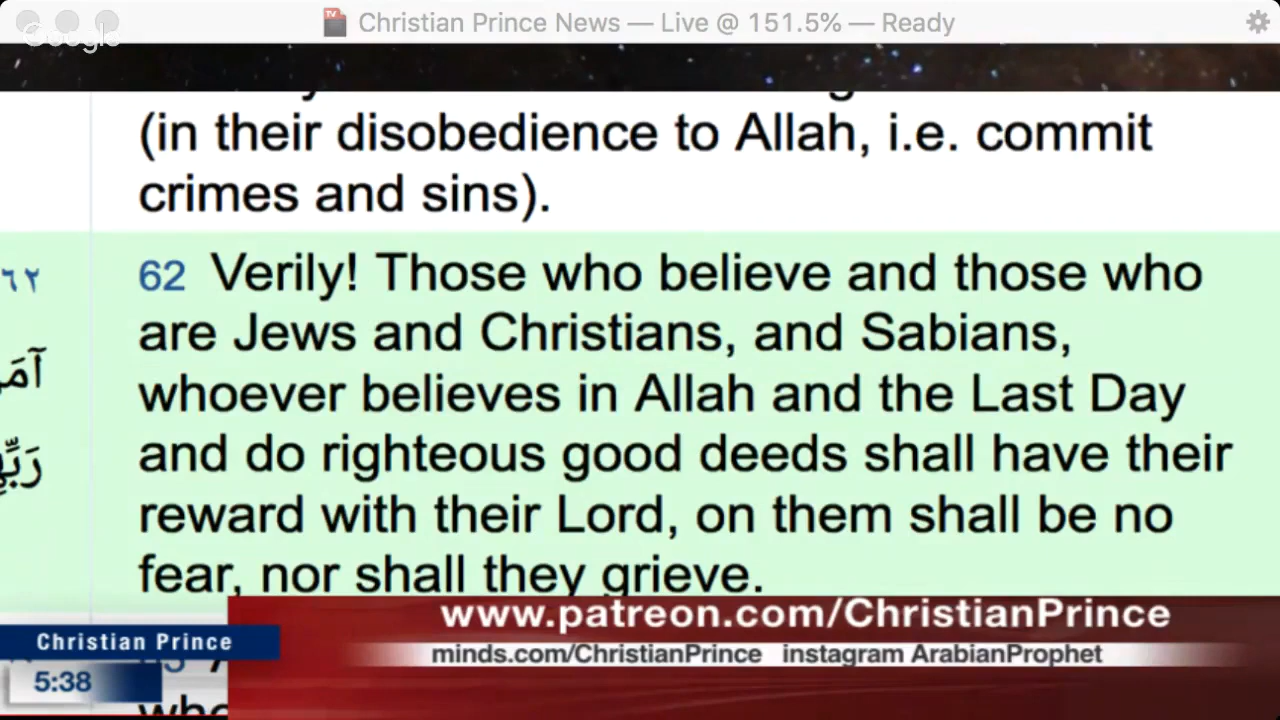 Christian Prince News — Live @ 151.5% — Ready
Google
(in their disobedience to Allah, i.e. commit
crimes and sins).
٦٢
62 Verily! Those who believe and those who
are Jews and Christians, and Sabians,
whoever believes in Allah and the Last Day
and do righteous good deeds shall have their
reward with their Lord, on them shall be no
fear, nor shall they grieve.
www.patreon.com/ChristianPrince
Christian Prince
minds.com/ChristianPrince instagram ArabianProphet
5:38